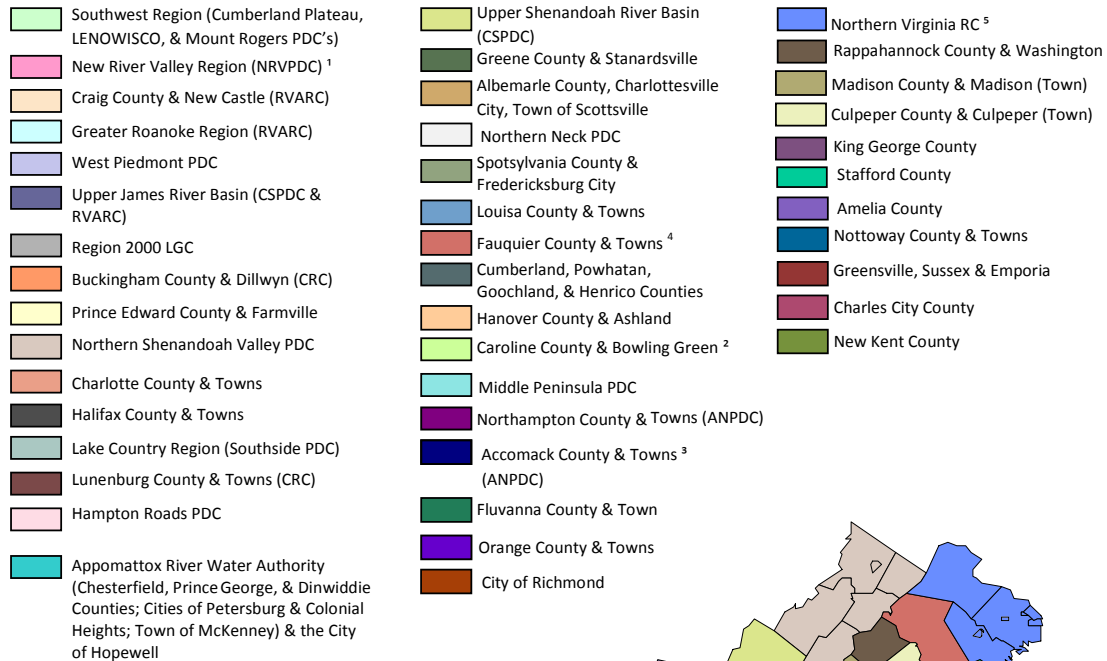 Southwest Region (Cumberland Plateau,
LENOWISCO, & Mount Rogers PDC's)
New River Valley Region (NRVPDC) ¹
Craig County & New Castle (RVARC)
Greater Roanoke Region (RVARC)
West Piedmont PDC
Upper James River Basin (CSPDC &
RVARC)
Region 2000 LGC
Buckingham County & Dillwyn (CRC)
Prince Edward County & Farmville
Northern Shenandoah Valley PDC
Charlotte County & Towns
Halifax County & Towns
Lake Country Region (Southside PDC)
Lunenburg County & Towns (CRC)
Hampton Roads PDC
Appomattox River Water Authority
(Chesterfield, Prince George, & Dinwiddie
Counties; Cities of Petersburg & Colonial
Heights; Town of McKenney) & the City
of Hopewell
Upper Shenandoah River Basin
(CSPDC)
Greene County & Stanardsville
Albemarle County, Charlottesville
City, Town of Scottsville
Northern Neck PDC
Spotsylvania County &
Fredericksburg City
Louisa County & Towns
Fauquier County & Towns ⁴
Cumberland, Powhatan,
Goochland, & Henrico Counties
Hanover County & Ashland
Caroline County & Bowling Green ²
Middle Peninsula PDC
Northampton County & Towns (ANPDC)
Accomack County & Towns ³
(ANPDC)
Fluvanna County & Town
Orange County & Towns
City of Richmond
Northern Virginia RC ⁵
Rappahannock County & Washington
Madison County & Madison (Town)
Culpeper County & Culpeper (Town)
King George County
Stafford County
Amelia County
Nottoway County & Towns
Greensville, Sussex & Emporia
Charles City County
New Kent County